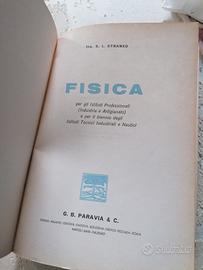 Ing. S. L. STRANEO
FISICA
per gli Istituti Professionali
(Industria e Artigianato)
e per il biennio degli
Istituti Tecnici Industriali e Nautici
G. B. PARAVIA & C.